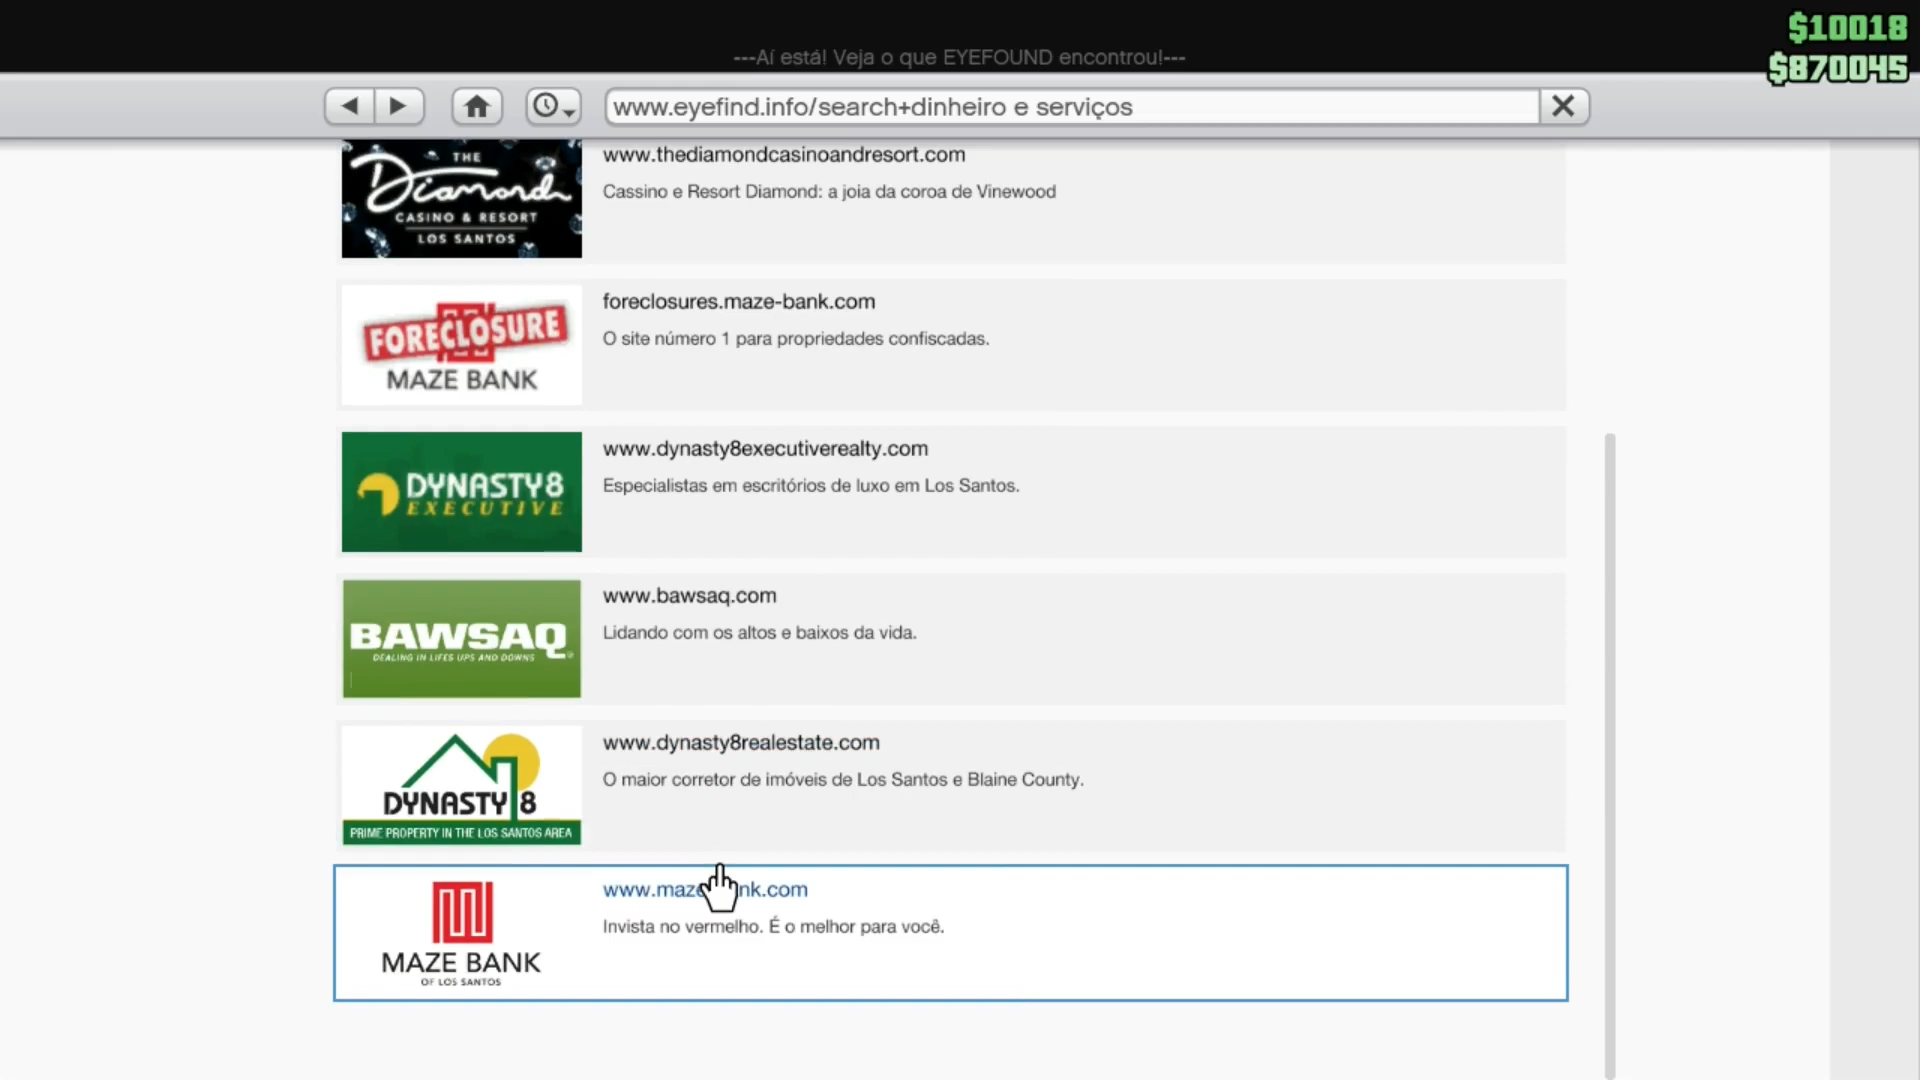 $10018
---Aí está! Veja o que EYEFOUND encontrou!---
$870045
www.eyefind.info/search+dinheiro e serviços
THE
Diamond
CASINO & RESORT
LOS SANTOS
www.thediamondcasinoandresort.com
Cassino e Resort Diamond: a joia da coroa de Vinewood
FORECLOSURE
MAZE BANK
foreclosures.maze-bank.com
O site número 1 para propriedades confiscadas.
DYNASTY8
EXECUTIVE
www.dynasty8executiverealty.com
Especialistas em escritórios de luxo em Los Santos.
BAWSAQ
DEALING IN LIFES UPS AND DOWNS
www.bawsaq.com
Lidando com os altos e baixos da vida.
DYNASTY 8
PRIME PROPERTY IN THE LOS SANTOS AREA
www.dynasty8realestate.com
O maior corretor de imóveis de Los Santos e Blaine County.
MAZE BANK
OF LOS SANTOS
www.maze nk.com
Invista no vermelho. É o melhor para você.